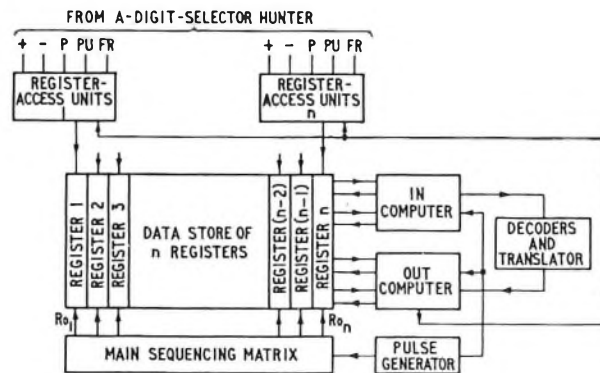 FROM A-DIGIT-SELECTOR HUNTER
+ - P PU FR
+ - P PU FR
REGISTER-
ACCESS UNITS
1
REGISTER-
ACCESS UNITS
n
REGISTER 1
REGISTER 2
REGISTER 3
DATA STORE OF
n REGISTERS
REGISTER (n-2)
REGISTER (n-1)
REGISTER n
IN
COMPUTER
DECODERS
AND
TRANSLATOR
OUT
COMPUTER
Ro1
Ron
MAIN SEQUENCING MATRIX
PULSE
GENERATOR